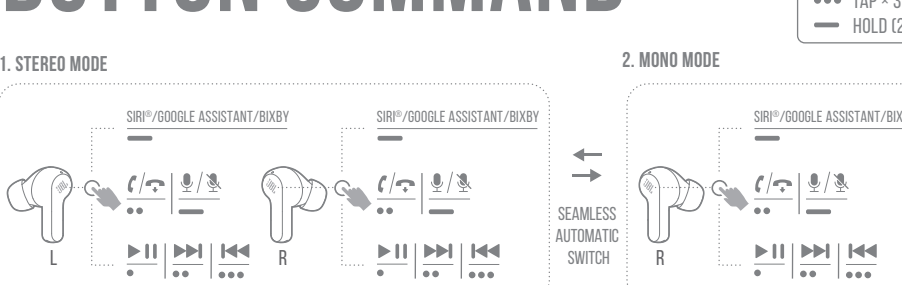 BUTTON COMMAND
TAP × 3
HOLD (2
1. STEREO MODE
2. MONO MODE
SIRI®/GOOGLE ASSISTANT/BIXBY
SIRI®/GOOGLE ASSISTANT/BIXBY
SIRI®/GOOGLE ASSISTANT/BIX
L
R
SEAMLESS
AUTOMATIC
SWITCH
R